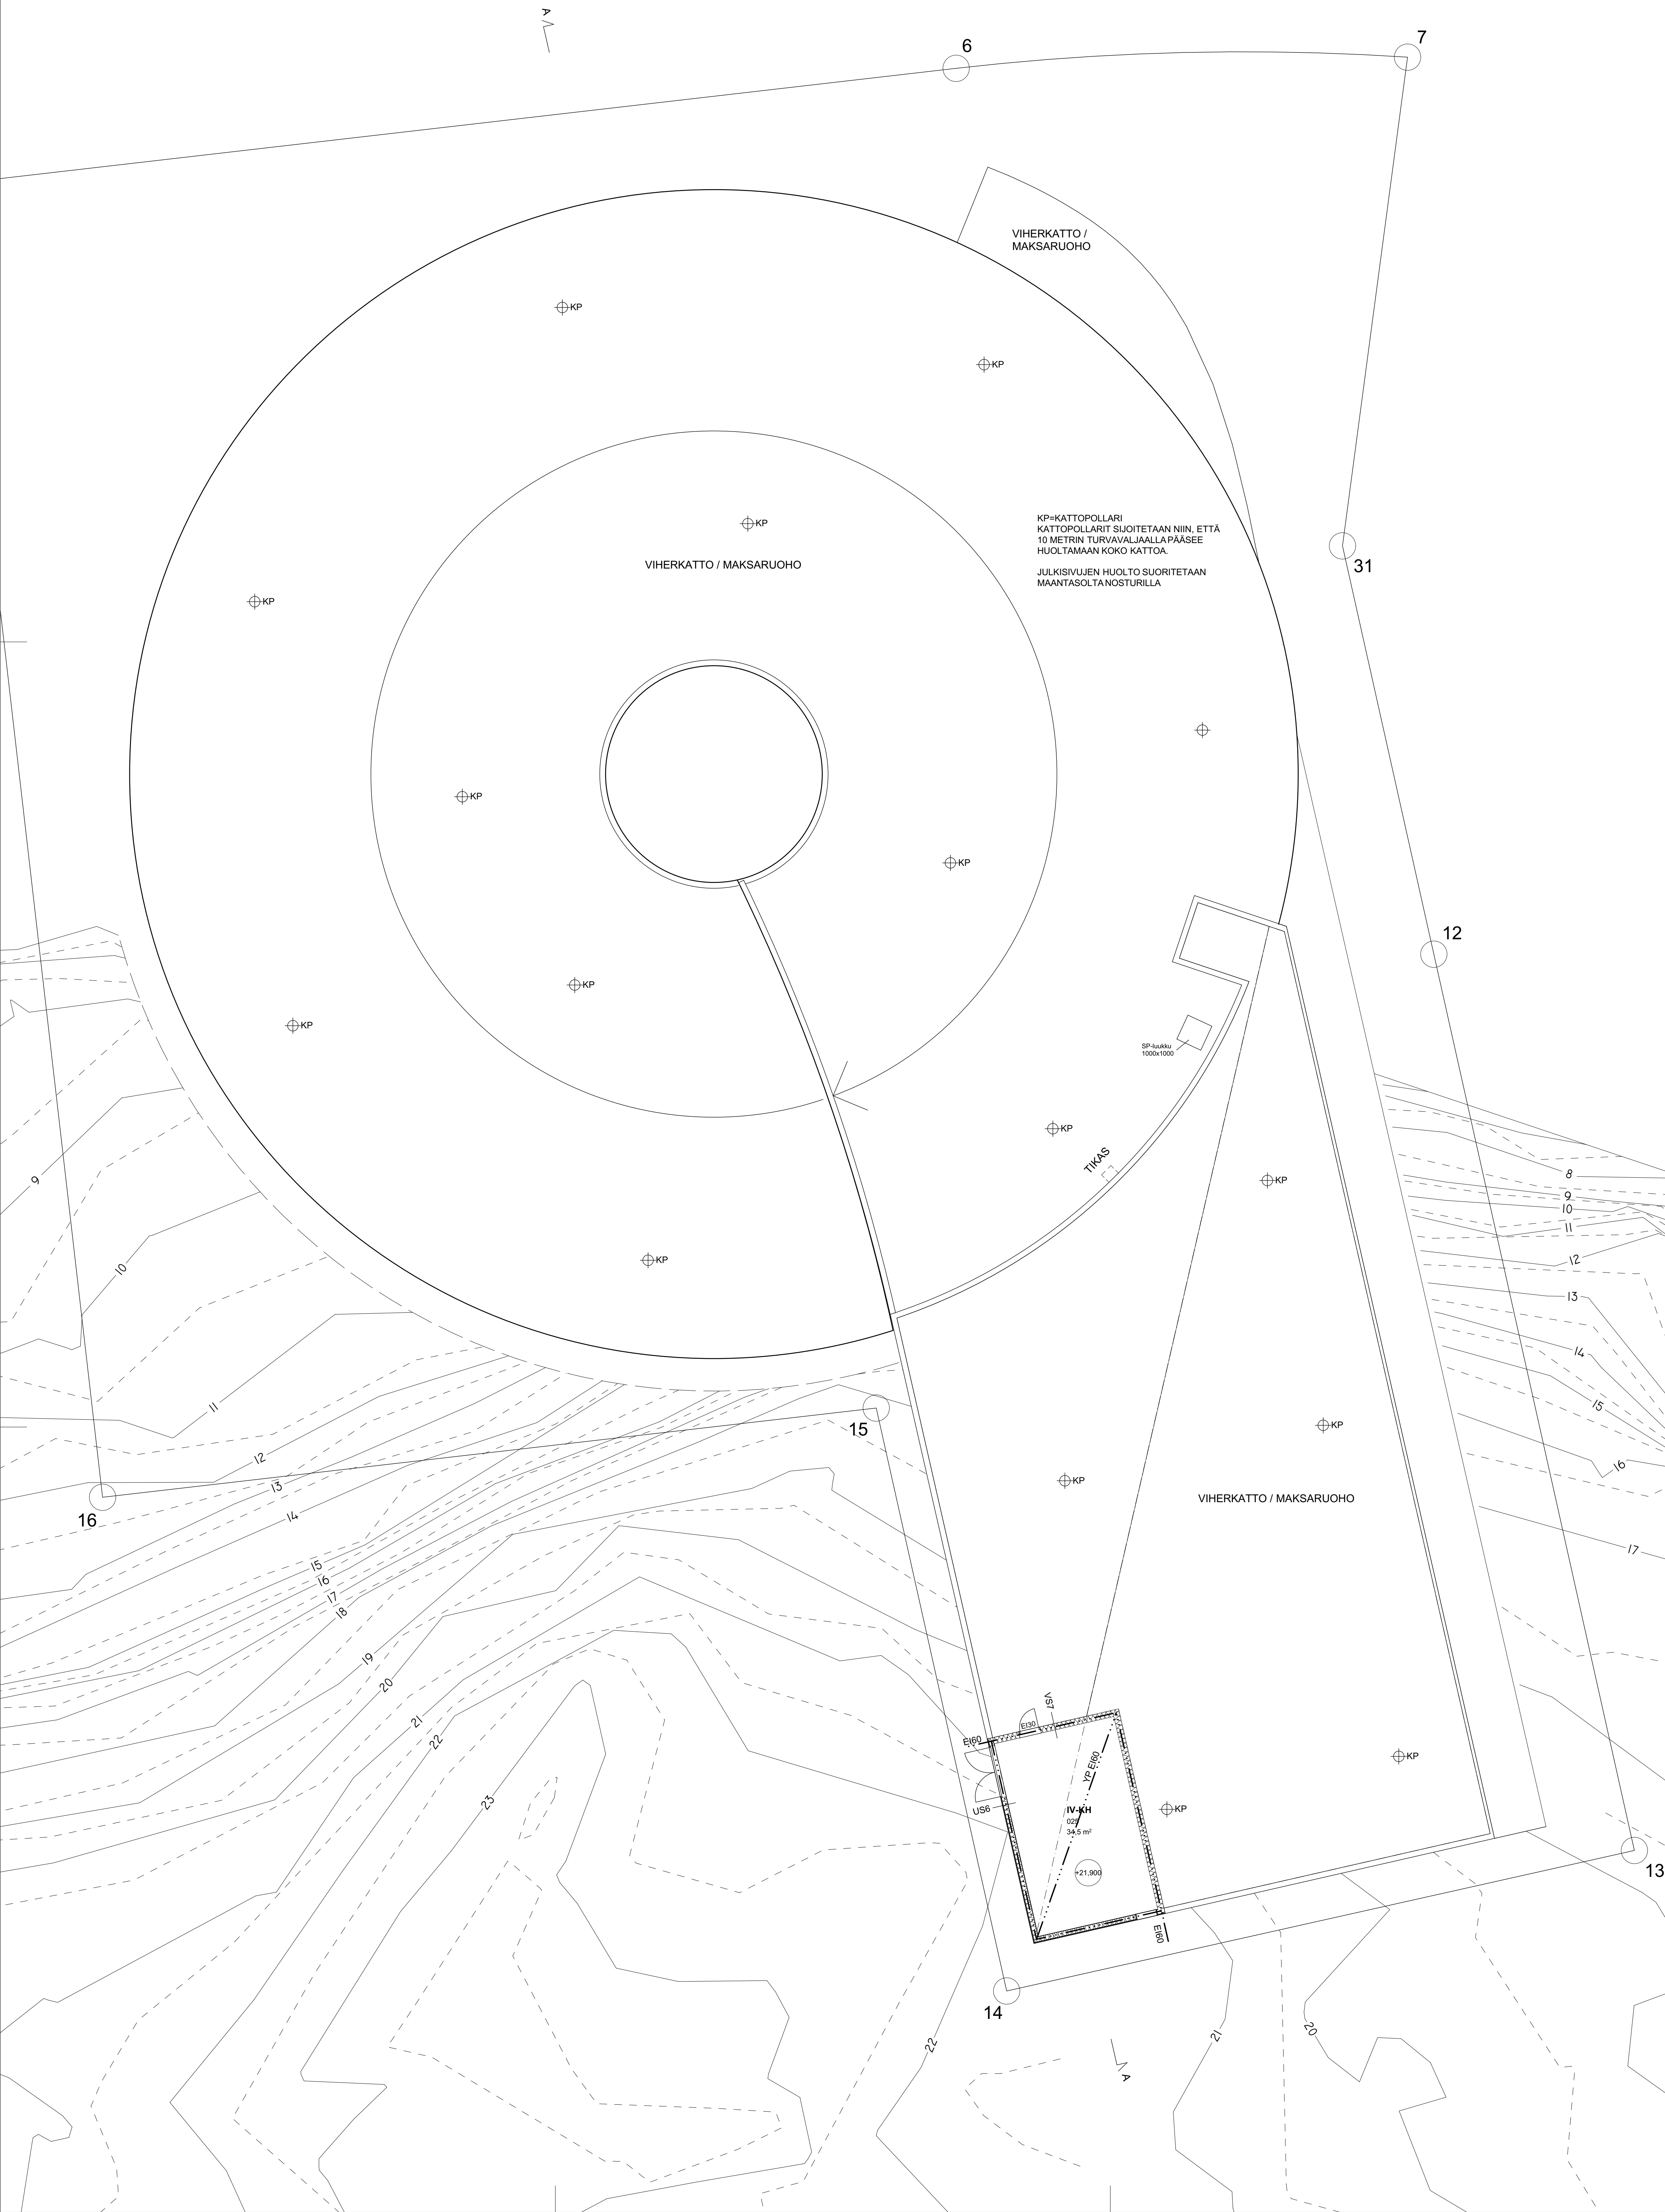 A
6
7
VIHERKATTO /
MAKSARUOHO
KP
KP
KP
KP=KATTOPOLLARI
KATTOPOLLARIT SIJOITETAAN NIIN, ETTÄ
10 METRIN TURVAVALJAALLA PÄÄSEE
HUOLTAMAAN KOKO KATTOA.
JULKISIVUJEN HUOLTO SUORITETAAN
MAANTASOLTA NOSTURILLA
VIHERKATTO / MAKSARUOHO
31
KP
KP
KP
12
KP
KP
SP-luukku
1000x1000
KP
TIKAS
KP
8
9
9
10
11
10
12
KP
13
11
14
15
15
KP
12
16
13
KP
VIHERKATTO / MAKSARUOHO
16
14
17
15
16
17
18
19
20
21
22
VS7
EI30
EI60
YP EI60
KP
23
US6
IV-KH
025
34,5 m²
KP
+21,900
13
EI60
14
22
21
20
A